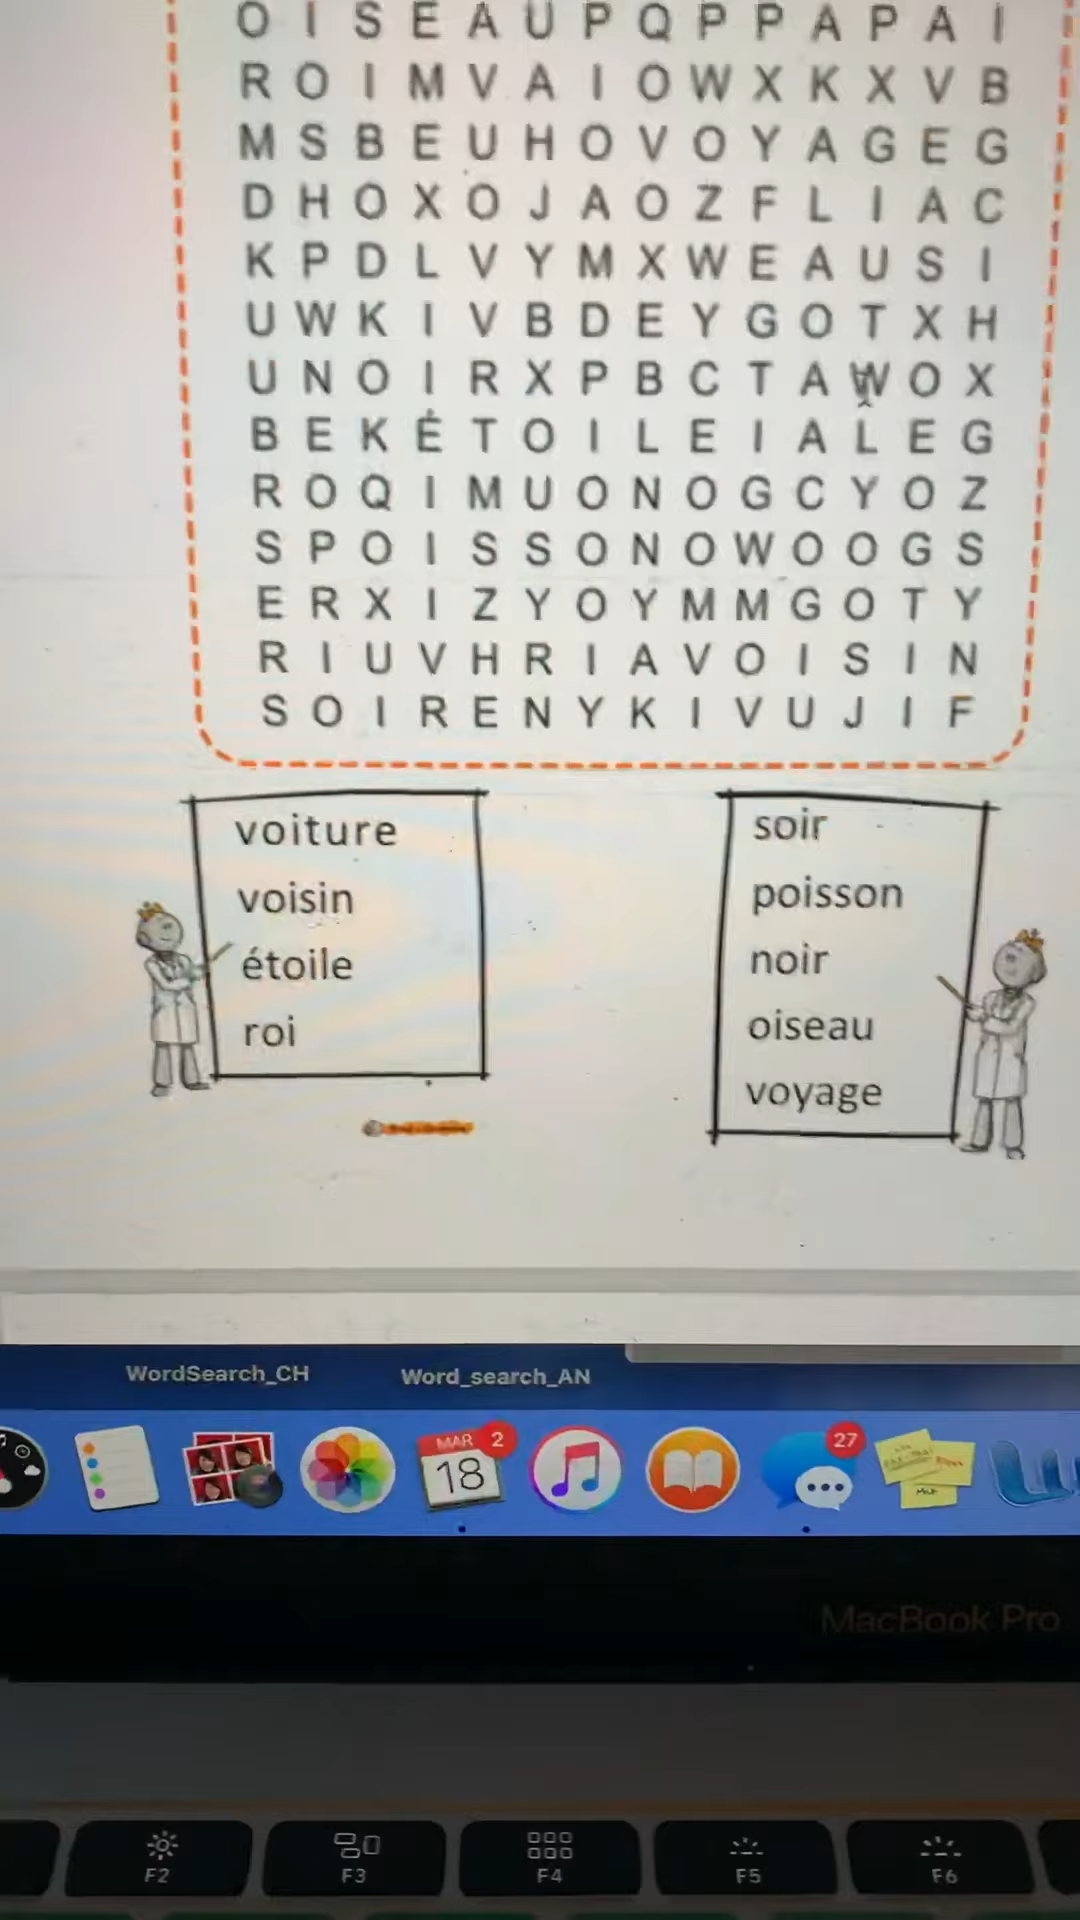 O I S E A U P Q P P A P A I
R O I M V A I O W X K X V B
M S B E U H O V O Y A G E G
D H O X O J A O Z F L I A C
K P D L V Y M X W E A U S I
U W K I V B D E Y G O T X H
U N O I R X P B C T A W O X
B E K É T O I L E I A L E G
R O Q I M U O N O G C Y O Z
S P O I S S O N O W O O G S
E R X I Z Y O Y M M G O T Y
R I U V H R I A V O I S I N
S O I R E N Y K I V U J I F
voiture
voisin
étoile
roi
soir
poisson
noir
oiseau
voyage
WordSearch_CH
Word_search_AN
MAR 2
18
27
MacBook Pro
F2
F3
F4
F5
F6